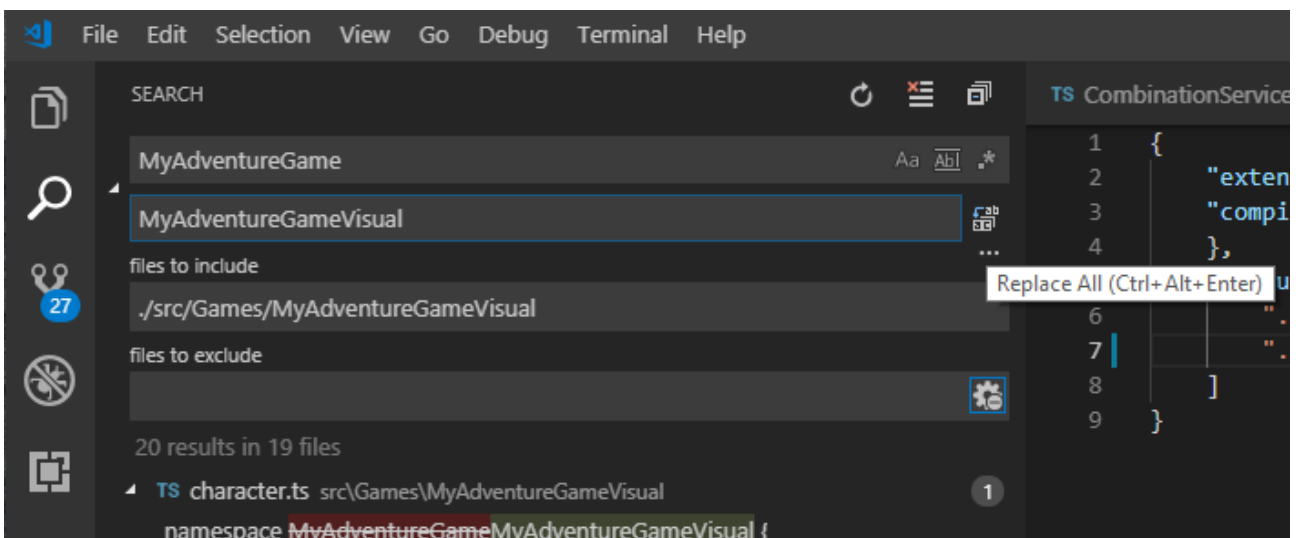 File Edit Selection View Go Debug Terminal Help
SEARCH
MyAdventureGame
Aa Abl .*
MyAdventureGameVisual
files to include
...
./src/Games/MyAdventureGameVisual
files to exclude
20 results in 19 files
TS character.ts src\Games\MyAdventureGameVisual 1
namespace MyAdventureGameMyAdventureGameVisual {
27
Replace All (Ctrl+Alt+Enter)
TS CombinationService
1 {
2 "exten
3 "compi
4 },
u
6 ".
7 ".
8 ]
9 }